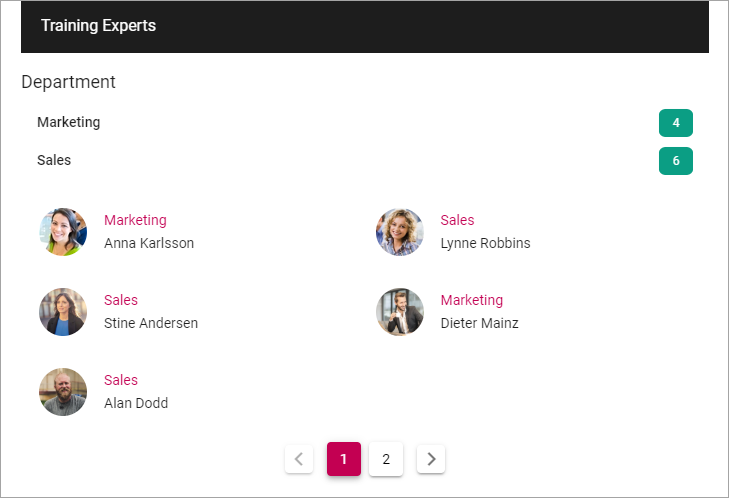 Training Experts
Department
Marketing 4
Sales 6
Marketing
Anna Karlsson
Sales
Lynne Robbins
Sales
Stine Andersen
Marketing
Dieter Mainz
Sales
Alan Dodd
1 2